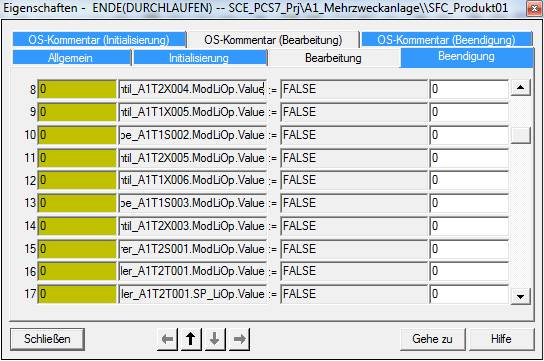 Eigenschaften -  ENDE(DURCHLAUFEN) -- SCE_PCS7_Prj\A1_Mehrzweckanlage\\SFC_Produkt01
OS-Kommentar (Initialisierung) OS-Kommentar (Bearbeitung) OS-Kommentar (Beendigung)
Allgemein Initialisierung Bearbeitung Beendigung
8 0 ntil_A1T2X004.ModLiOp.Value := FALSE 0
9 0 ntil_A1T1X005.ModLiOp.Value := FALSE 0
10 0 pe_A1T1S002.ModLiOp.Value := FALSE 0
11 0 ntil_A1T2X005.ModLiOp.Value := FALSE 0
12 0 ntil_A1T1X006.ModLiOp.Value := FALSE 0
13 0 pe_A1T1S003.ModLiOp.Value := FALSE 0
14 0 ntil_A1T2X003.ModLiOp.Value := FALSE 0
15 0 rer_A1T2S001.ModLiOp.Value := FALSE 0
16 0 ler_A1T2T001.ModLiOp.Value := FALSE 0
17 0 ler_A1T2T001.SP_LiOp.Value := FALSE 0
Schließen Gehe zu Hilfe